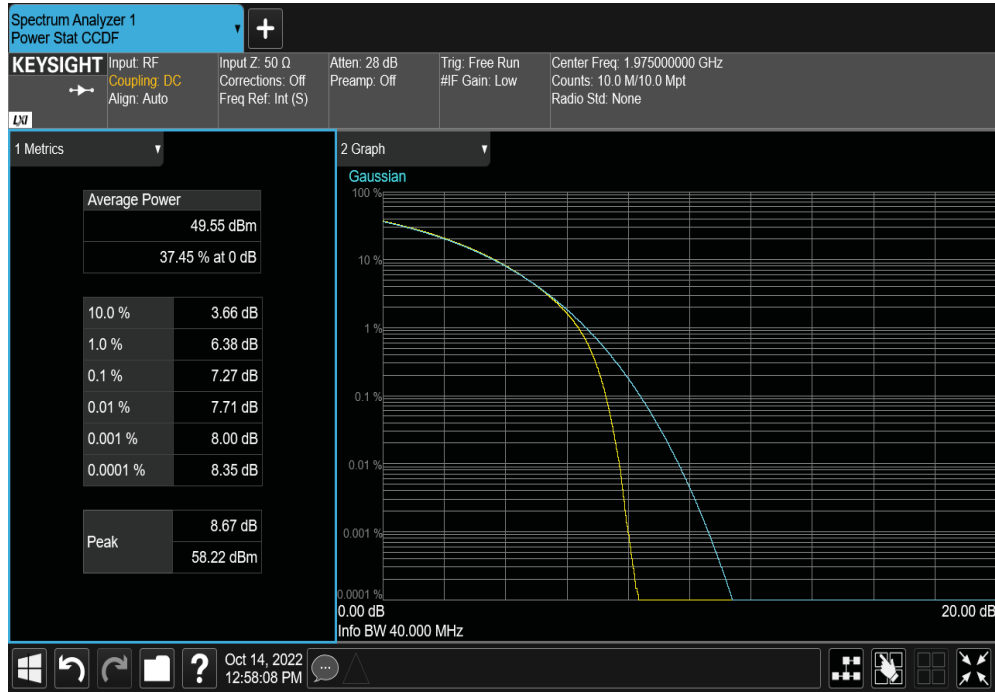 Spectrum Analyzer 1
Power Stat CCDF
KEYSIGHT
Input: RF
Coupling: DC
Align: Auto
Input Z: 50 Ω
Corrections: Off
Freq Ref: Int (S)
Atten: 28 dB
Preamp: Off
Trig: Free Run
#IF Gain: Low
Center Freq: 1.975000000 GHz
Counts: 10.0 M/10.0 Mpt
Radio Std: None
LXI
1 Metrics
Average Power
49.55 dBm
37.45 % at 0 dB
10.0 % 3.66 dB
1.0 % 6.38 dB
0.1 % 7.27 dB
0.01 % 7.71 dB
0.001 % 8.00 dB
0.0001 % 8.35 dB
Peak
8.67 dB
58.22 dBm
2 Graph
Gaussian
100 %
10 %
1 %
0.1 %
0.01 %
0.001 %
0.0001 %
0.00 dB
20.00 dB
Info BW 40.000 MHz
Oct 14, 2022
12:58:08 PM